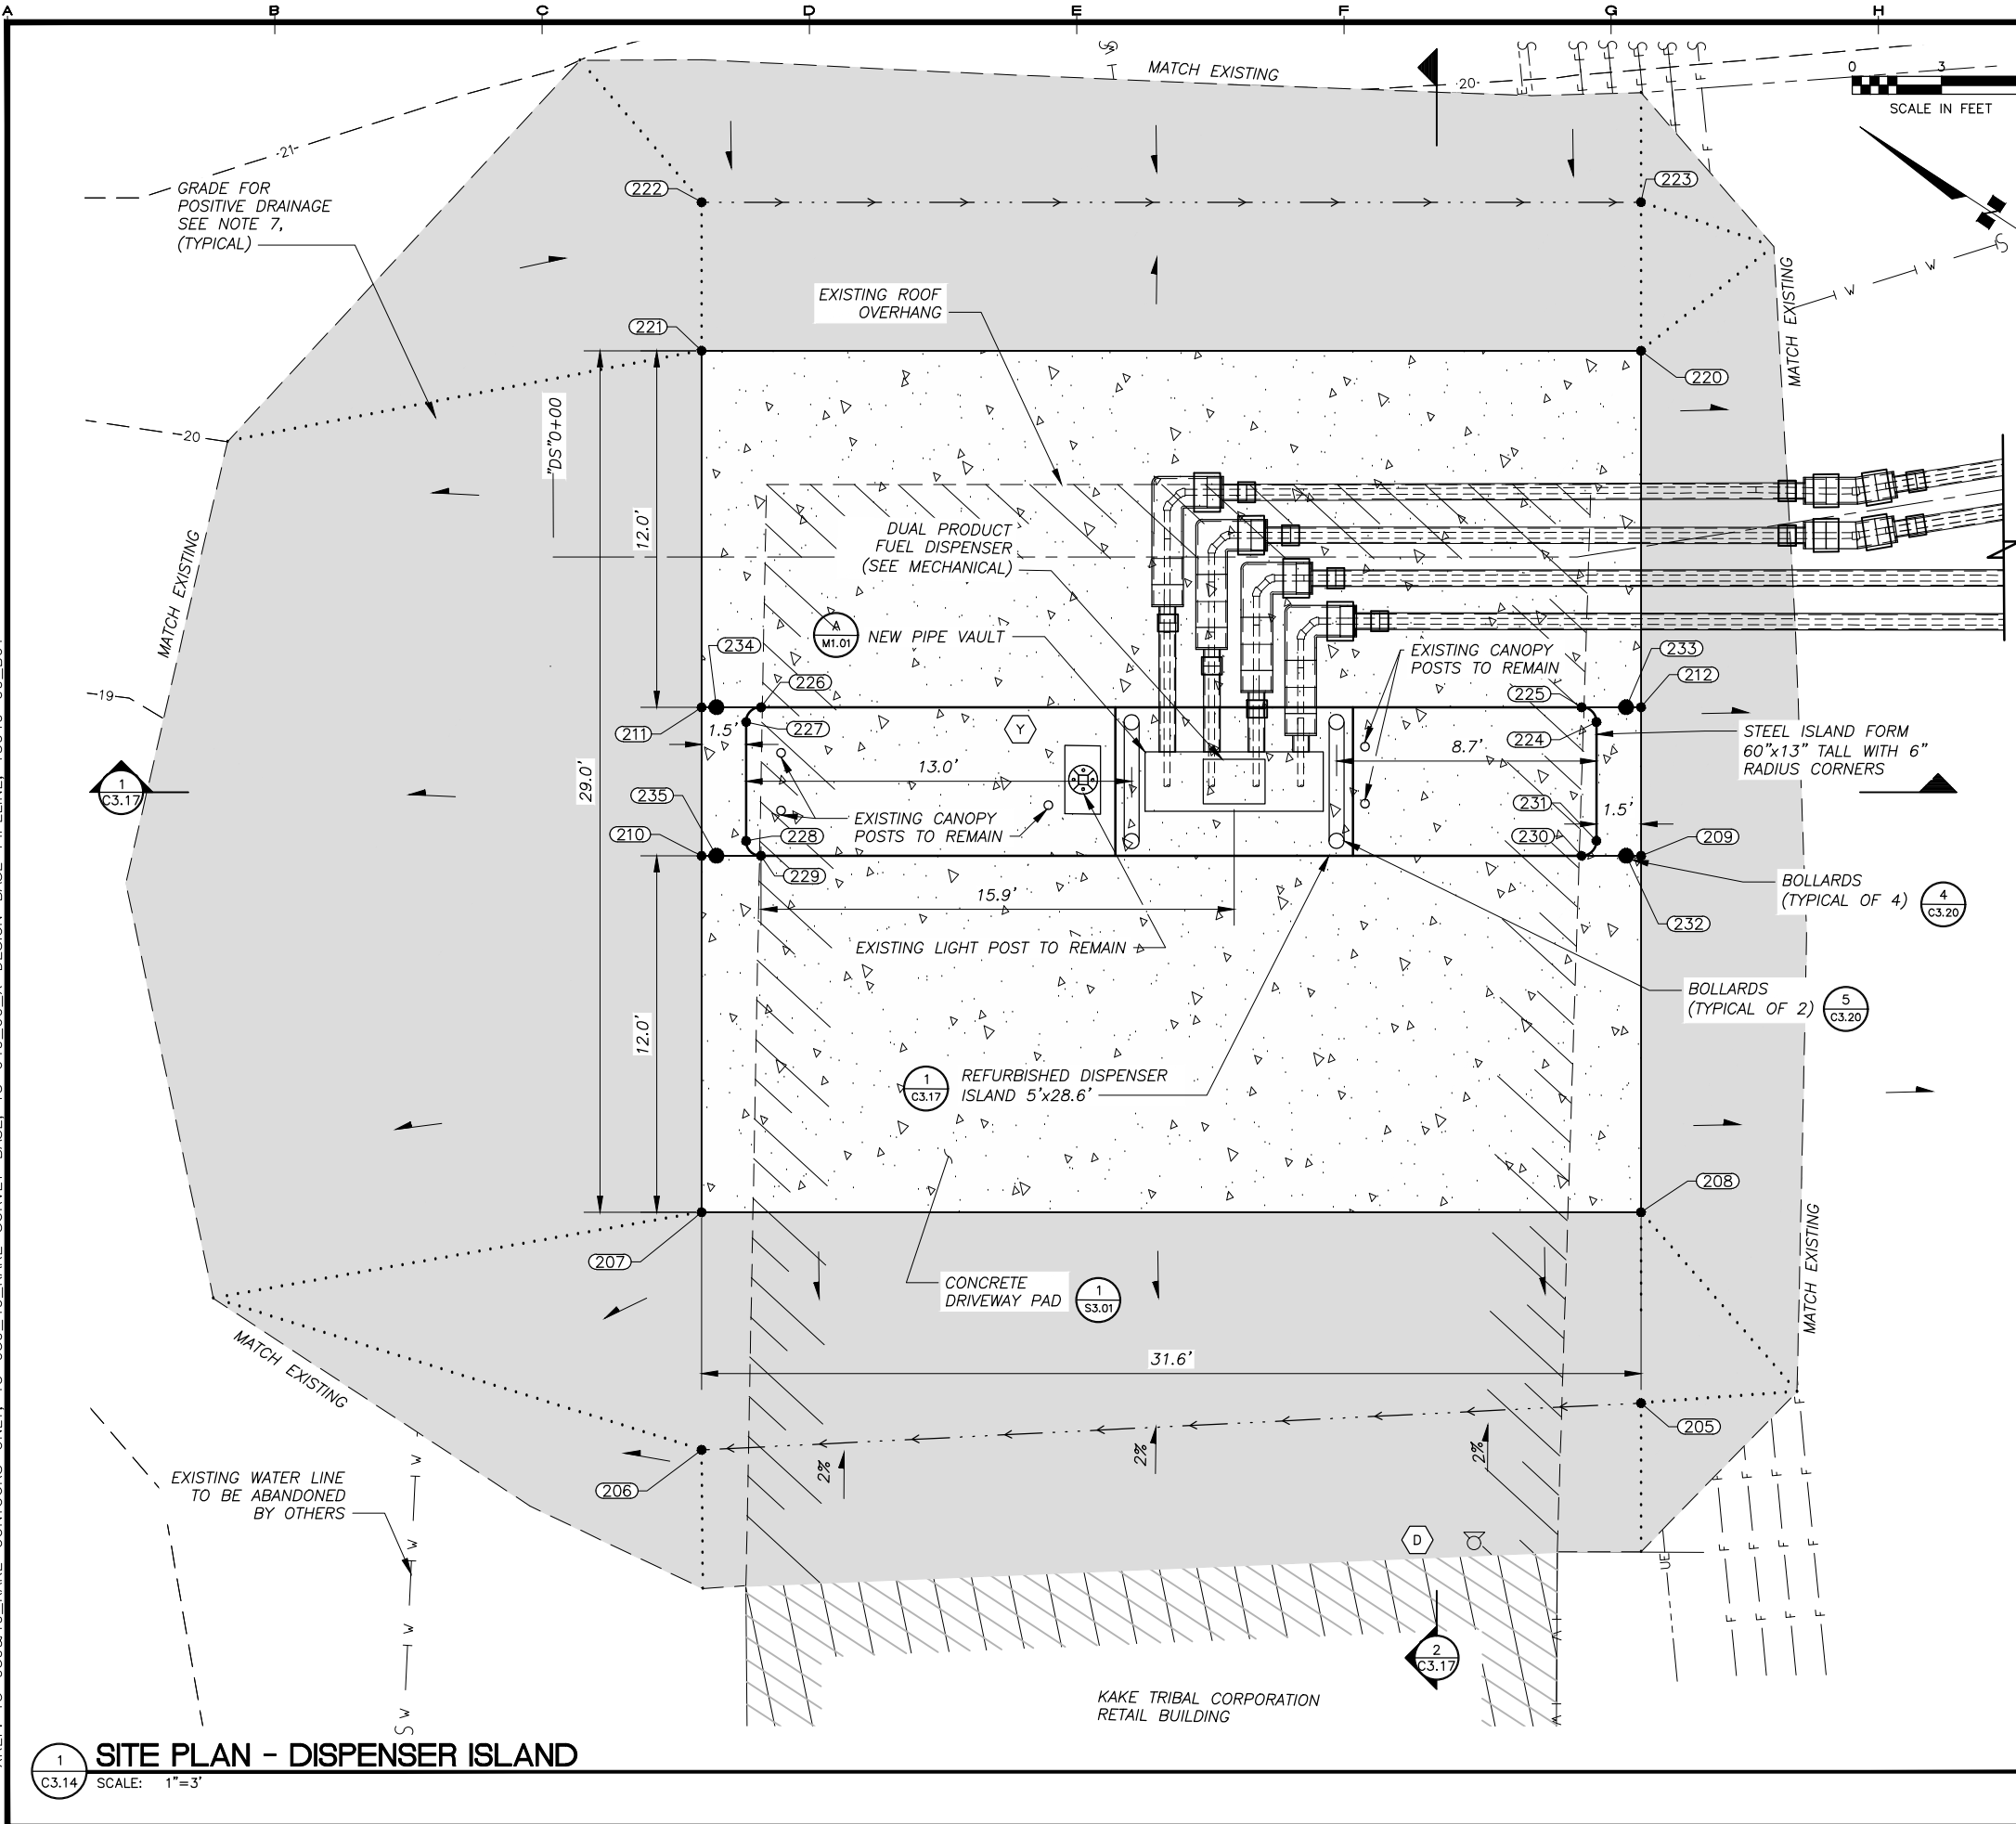 A
B
C
D
E
F
G
H
MATCH EXISTING
20
0
3
SCALE IN FEET
21
GRADE FOR
POSITIVE DRAINAGE
SEE NOTE 7,
(TYPICAL)
222
223
W
W
S
EXISTING ROOF
OVERHANG
MATCH EXISTING
221
220
"DS"0+00
20
12.0'
DUAL PRODUCT
FUEL DISPENSER
(SEE MECHANICAL)
MATCH EXISTING
A
M1.01
NEW PIPE VAULT
EXISTING CANOPY
POSTS TO REMAIN
234
233
19
226
225
212
211
1.5'
227
Y
224
8.7'
STEEL ISLAND FORM
60"x13" TALL WITH 6"
RADIUS CORNERS
1
C3.17
29.0'
13.0'
235
231
1.5'
EXISTING CANOPY
POSTS TO REMAIN
210
228
230
209
229
15.9'
BOLLARDS
(TYPICAL OF 4)
4
C3.20
232
EXISTING LIGHT POST TO REMAIN
BOLLARDS
(TYPICAL OF 2)
5
C3.20
12.0'
1
C3.17
REFURBISHED DISPENSER
ISLAND 5'x28.6'
208
207
MATCH EXISTING
CONCRETE
DRIVEWAY PAD
1
S3.01
MATCH EXISTING
31.6'
205
2%
2%
2%
206
EXISTING WATER LINE
TO BE ABANDONED
BY OTHERS
W
W
W
W
S
D
UE
F
F
F
F
2
C3.17
KAKE TRIBAL CORPORATION
RETAIL BUILDING
1
C3.14
SITE PLAN - DISPENSER ISLAND
SCALE: 1"=3'